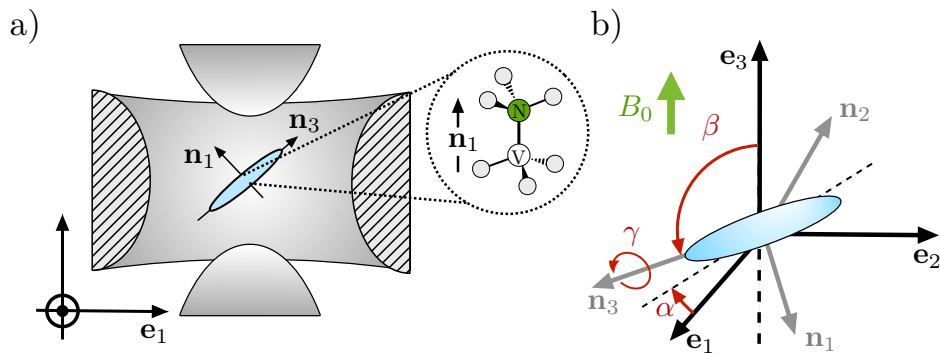 a)
n₁
n₃
n₁
N
V
e₁
b)
e₃
B₀
β
n₂
γ
e₂
n₃
α
e₁
n₁